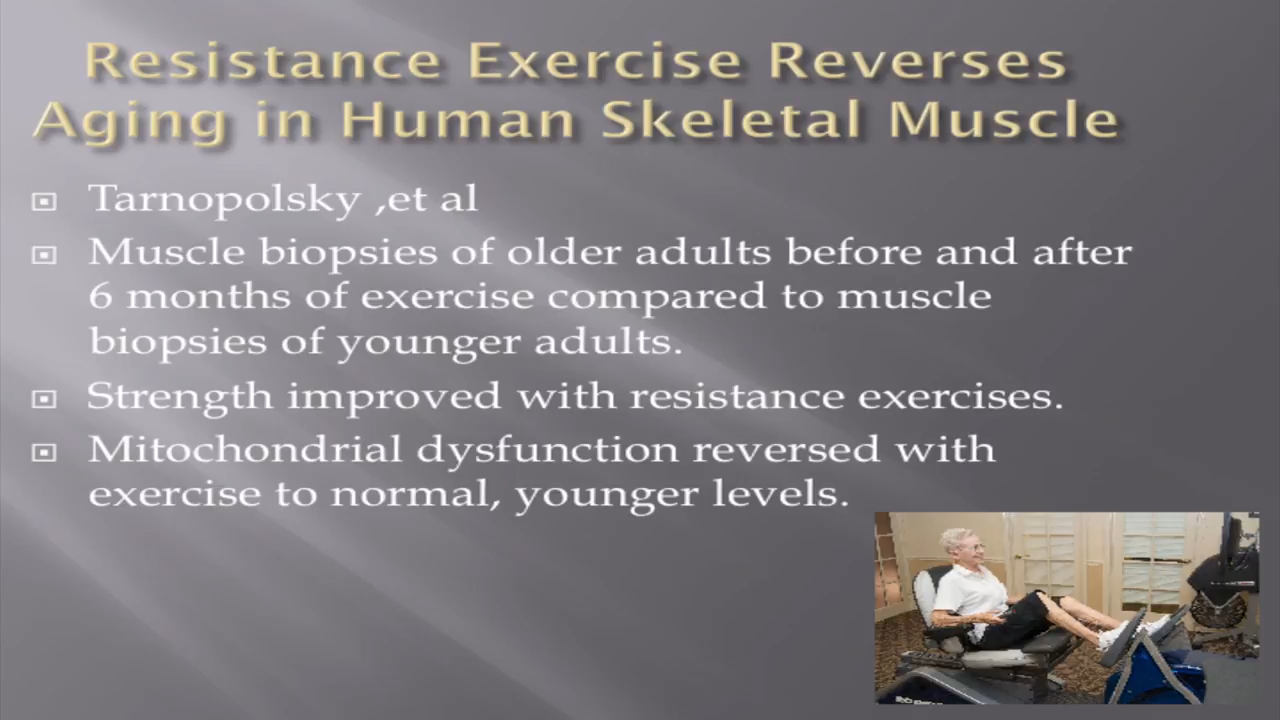 Resistance Exercise Reverses
Aging in Human Skeletal Muscle
Tarnopolsky ,et al
Muscle biopsies of older adults before and after
6 months of exercise compared to muscle
biopsies of younger adults.
Strength improved with resistance exercises.
Mitochondrial dysfunction reversed with
exercise to normal, younger levels.